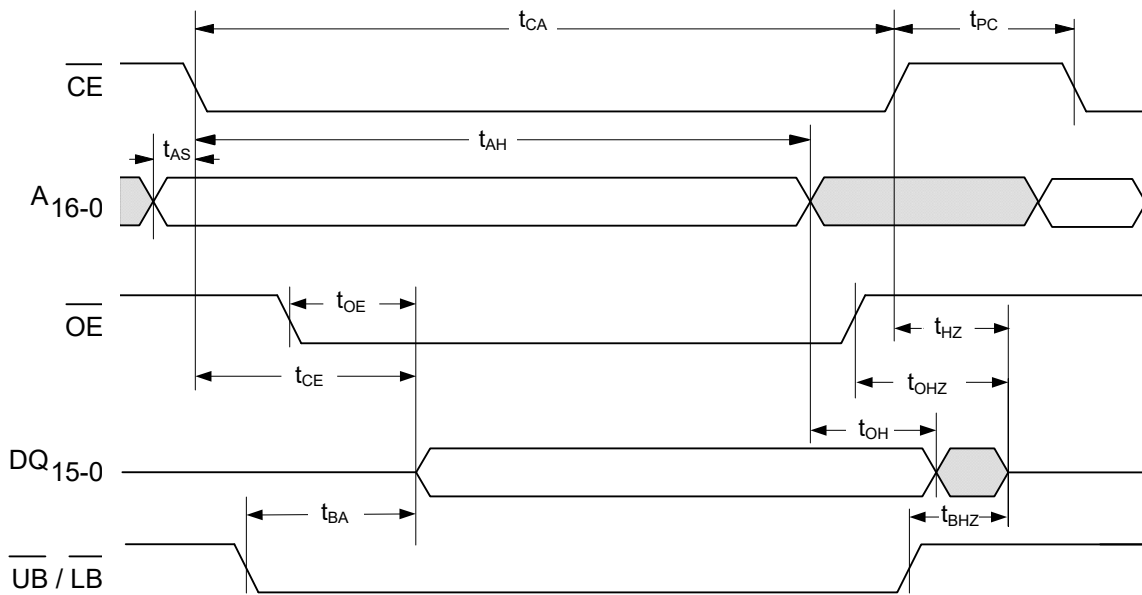 tCA
tPC
CE
tAH
tAS
A16-0
tOE
OE
tHZ
tCE
tOHZ
tOH
DQ15-0
tBA
tBHZ
UB / LB